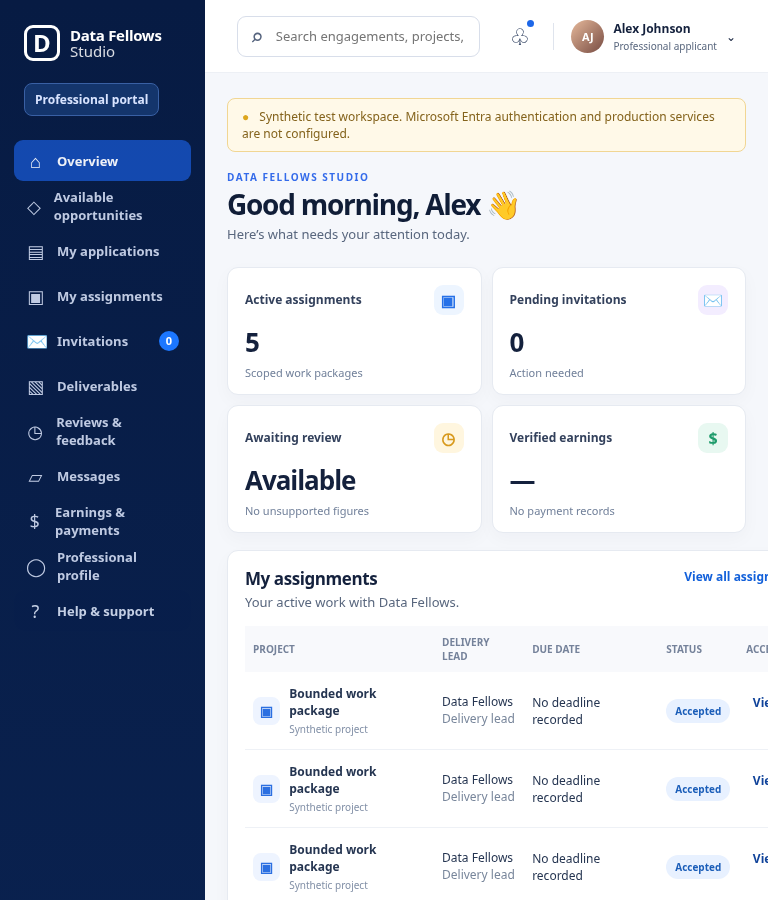 D Data Fellows
Studio
Professional portal
Overview
Available
opportunities
My applications
My assignments
Invitations 0
Deliverables
Reviews &
feedback
Messages
$ Earnings &
payments
Professional
profile
? Help & support
Search engagements, projects,
AJ
Alex Johnson
Professional applicant
Synthetic test workspace. Microsoft Entra authentication and production services
are not configured.
DATA FELLOWS STUDIO
Good morning, Alex 👋
Here’s what needs your attention today.
Active assignments
5
Scoped work packages
Pending invitations
0
Action needed
Awaiting review
Available
No unsupported figures
Verified earnings $
—
No payment records
My assignments
View all assign
Your active work with Data Fellows.
PROJECT DELIVERY LEAD DUE DATE STATUS
Bounded work
package
Synthetic project
Data Fellows
Delivery lead
No deadline
recorded
Accepted
Bounded work
package
Synthetic project
Data Fellows
Delivery lead
No deadline
recorded
Accepted
Bounded work
package
Synthetic project
Data Fellows
Delivery lead
No deadline
recorded
Accepted